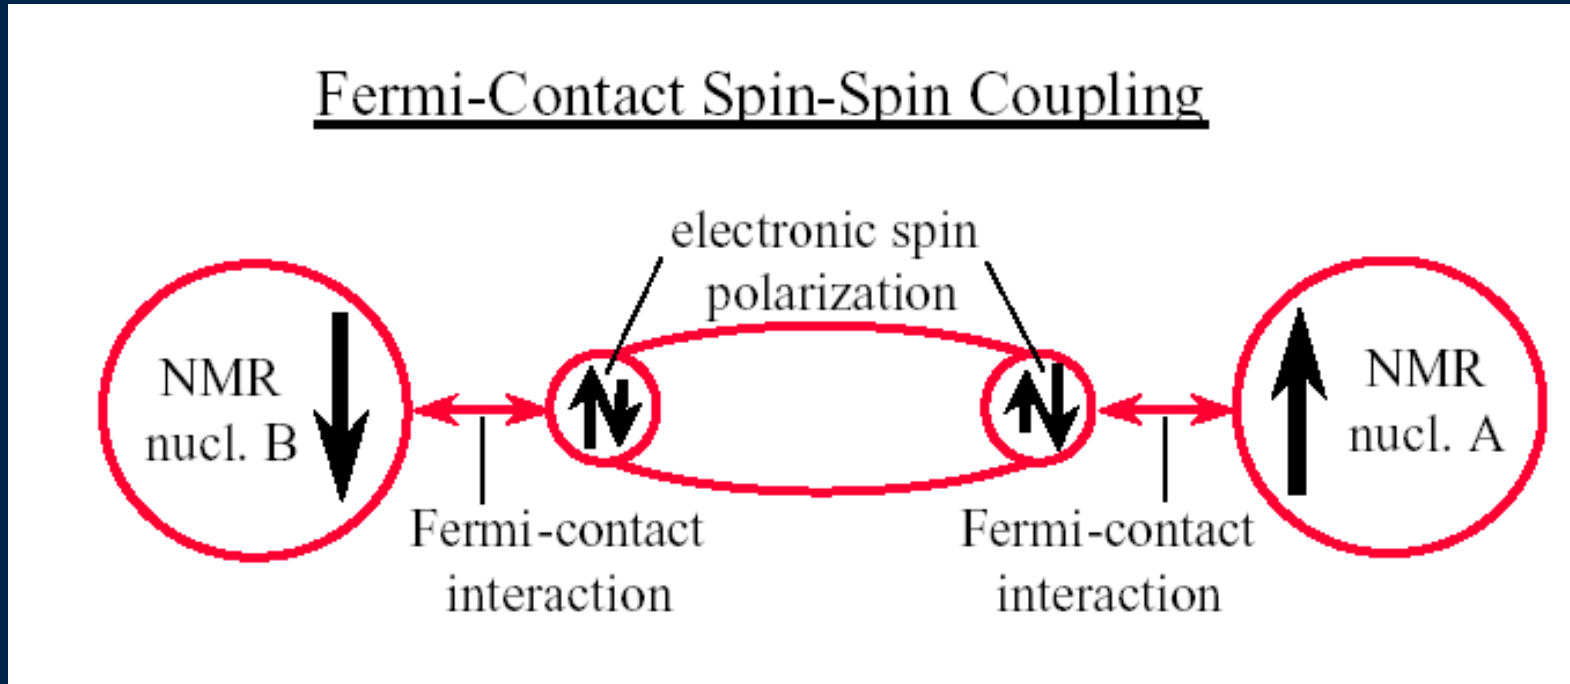 Fermi-Contact Spin-Spin Coupling
electronic spin
polarization
NMR
nucl. B
NMR
nucl. A
Fermi-contact
interaction
Fermi-contact
interaction